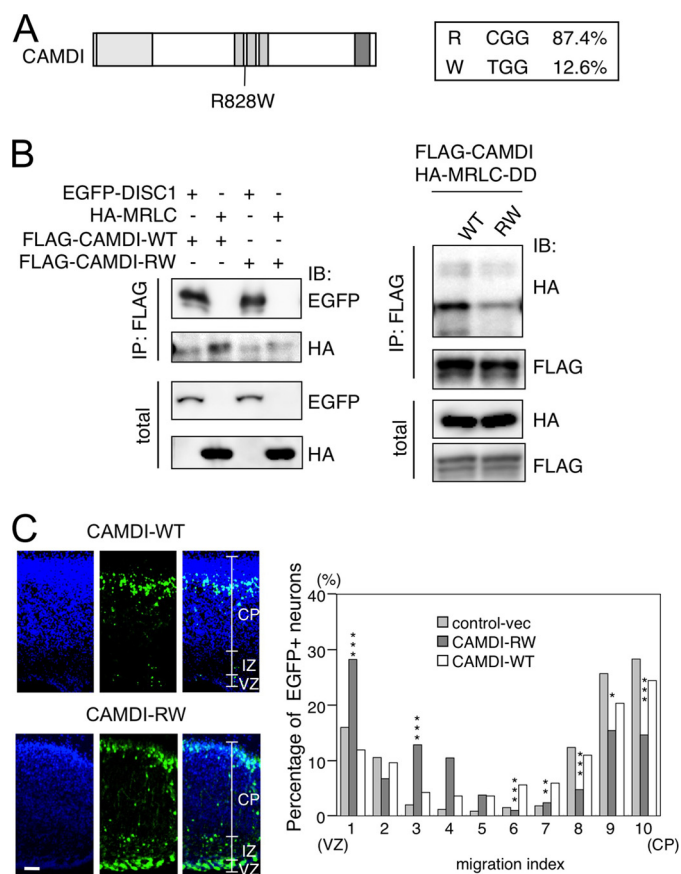 A
CAMDI
R828W
R CGG 87.4%
W TGG 12.6%
B
EGFP-DISC1 + - + -
HA-MRLC - + - +
FLAG-CAMDI-WT + + - -
FLAG-CAMDI-RW - - + +
IB:
IP: FLAG
EGFP
HA
total
EGFP
HA
FLAG-CAMDI
HA-MRLC-DD
WT RW
IB:
IP: FLAG
HA
FLAG
total
HA
FLAG
C
CAMDI-WT
CP
IZ
VZ
CAMDI-RW
CP
IZ
VZ
(%)
Percentage of EGFP+ neurons
40
30
20
10
0
control-vec
CAMDI-RW
CAMDI-WT
***
***
***
**
***
*
***
1 2 3 4 5 6 7 8 9 10
(VZ) (CP)
migration index